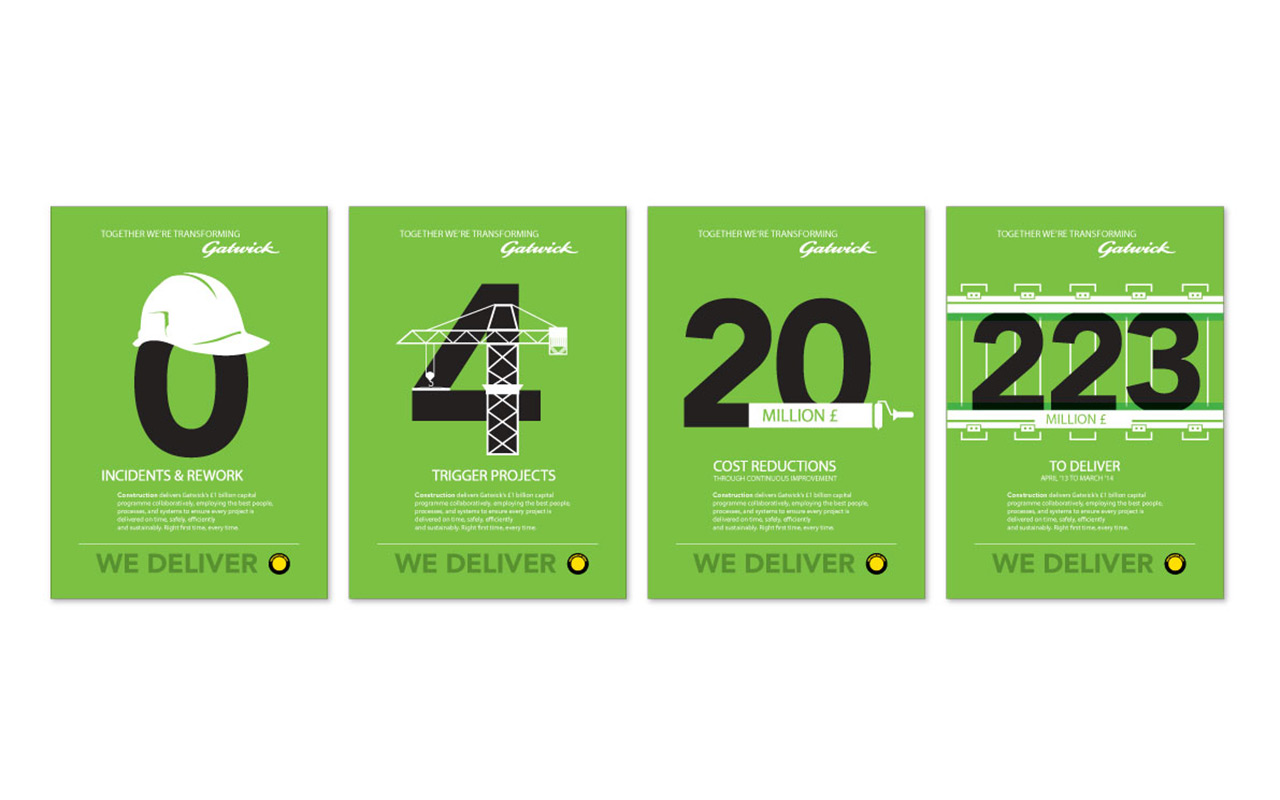 TOGETHER WE'RE TRANSFORMING
Gatwick
0
INCIDENTS & REWORK
Construction delivers Gatwick's £1 billion capital
programme collaboratively, employing the best people,
processes, and systems to ensure every project is
delivered on time, safely, efficiently
and sustainably. Right first time, every time.
WE DELIVER
TOGETHER WE'RE TRANSFORMING
Gatwick
4
TRIGGER PROJECTS
Construction delivers Gatwick's £1 billion capital
programme collaboratively, employing the best people,
processes, and systems to ensure every project is
delivered on time, safely, efficiently
and sustainably. Right first time, every time.
WE DELIVER
TOGETHER WE'RE TRANSFORMING
Gatwick
20
MILLION £
COST REDUCTIONS
THROUGH CONTINUOUS IMPROVEMENT
Construction delivers Gatwick's £1 billion capital
programme collaboratively, employing the best people,
processes, and systems to ensure every project is
delivered on time, safely, efficiently
and sustainably. Right first time, every time.
WE DELIVER
TOGETHER WE'RE TRANSFORMING
Gatwick
223
MILLION £
TO DELIVER
APRIL '13 TO MARCH '14
Construction delivers Gatwick's £1 billion capital
programme collaboratively, employing the best people,
processes, and systems to ensure every project is
delivered on time, safely, efficiently
and sustainably. Right first time, every time.
WE DELIVER